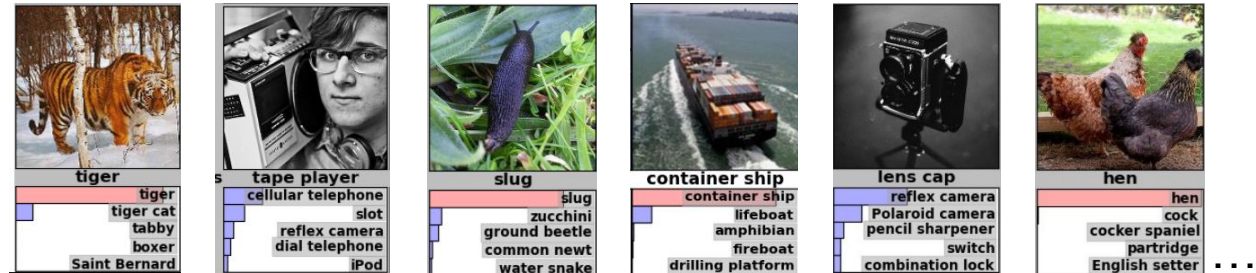 tiger
tiger
tiger cat
tabby
boxer
Saint Bernard
s tape player
cellular telephone
slot
reflex camera
dial telephone
iPod
slug
slug
zucchini
ground beetle
common newt
water snake
container ship
container ship
lifeboat
amphibian
fireboat
drilling platform
lens cap
reflex camera
Polaroid camera
pencil sharpener
switch
combination lock
hen
hen
cock
cocker spaniel
partridge
English setter
...